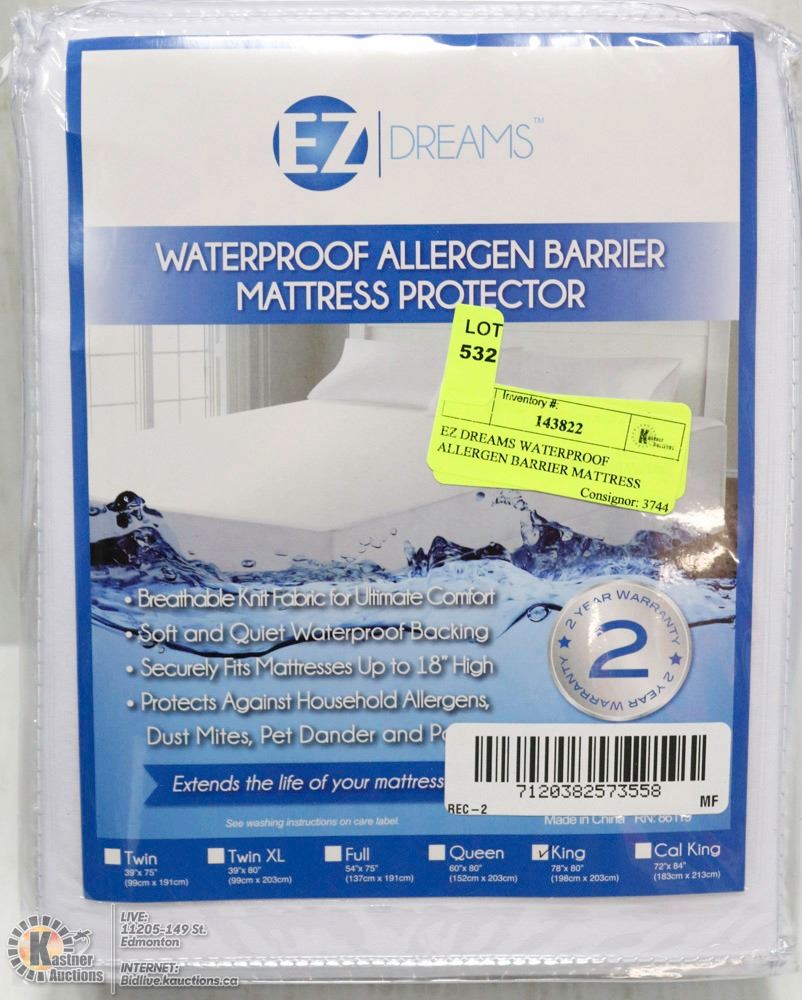 EZ DREAMS™
WATERPROOF ALLERGEN BARRIER
MATTRESS PROTECTOR
LOT
532
Inventory #:
143822
Kastner
Auctions
EZ DREAMS WATERPROOF
ALLERGEN BARRIER MATTRESS
Consignor: 3744
• Breathable Knit Fabric for Ultimate Comfort
• Soft and Quiet Waterproof Backing
• Securely Fits Mattresses Up to 18" High
• Protects Against Household Allergens,
Dust Mites, Pet Dander and
2 YEAR WARRANTY
2
2 YEAR WARRANTY
Extends the life of your mattress
7120382573558
REC-2
MF
See washing instructions on care label.
Made in China RN:
Twin
39"x 75"
(99cm x 191cm)
Twin XL
39"x 80"
(99cm x 203cm)
Full
54"x 75"
(137cm x 191cm)
Queen
60"x 80"
(152cm x 203cm)
King
78"x 80"
(198cm x 203cm)
Cal King
72"x 84"
(183cm x 213cm)
Kastner
Auctions
LIVE:
11205-149 St.
Edmonton
INTERNET:
Bidlive.kauctions.ca